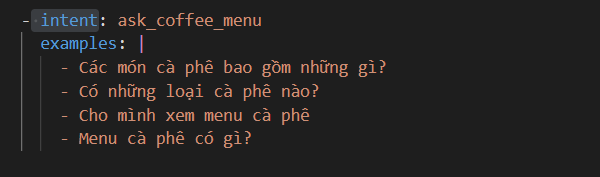 - intent: ask_coffee_menu
examples: |
- Các món cà phê bao gồm những gì?
- Có những loại cà phê nào?
- Cho mình xem menu cà phê
- Menu cà phê có gì?